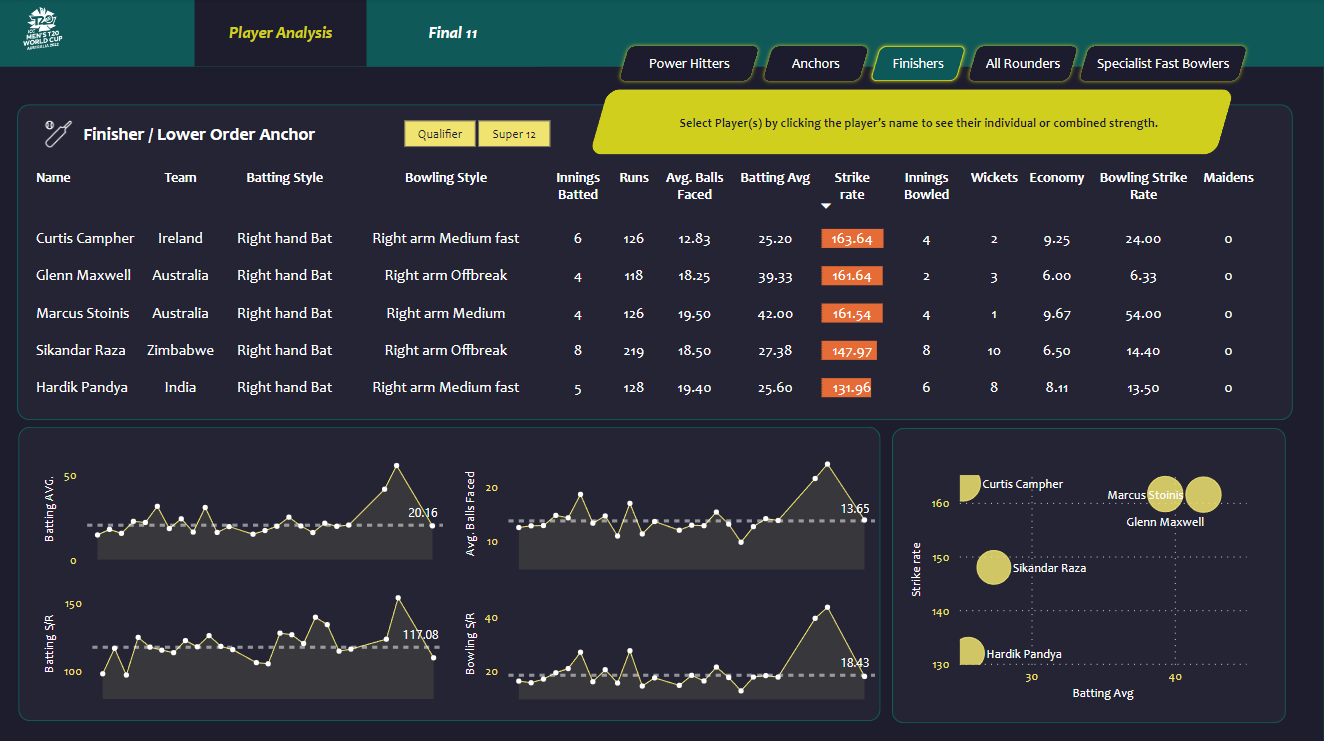 ICC
MEN'S T20
WORLD CUP
AUSTRALIA 2022
Player Analysis
Final 11
Power Hitters
Anchors
Finishers
All Rounders
Specialist Fast Bowlers
Select Player(s) by clicking the player's name to see their individual or combined strength.
Finisher / Lower Order Anchor
Qualifier
Super 12
Name Team Batting Style Bowling Style Innings Batted Runs Avg. Balls Faced Batting Avg Strike rate Innings Bowled Wickets Economy Bowling Strike Rate Maidens
Curtis Campher Ireland Right hand Bat Right arm Medium fast 6 126 12.83 25.20 163.64 4 2 9.25 24.00 0
Glenn Maxwell Australia Right hand Bat Right arm Offbreak 4 118 18.25 39.33 161.64 2 3 6.00 6.33 0
Marcus Stoinis Australia Right hand Bat Right arm Medium 4 126 19.50 42.00 161.54 4 1 9.67 54.00 0
Sikandar Raza Zimbabwe Right hand Bat Right arm Offbreak 8 219 18.50 27.38 147.97 8 10 6.50 14.40 0
Hardik Pandya India Right hand Bat Right arm Medium fast 5 128 19.40 25.60 131.96 6 8 8.11 13.50 0
Batting AVG.
50
0
20.16
Avg. Balls Faced
20
10
13.65
Batting S/R
150
100
117.08
Bowling S/R
40
20
18.43
Strike rate
160
150
140
130
Curtis Campher
Marcus Stoinis
Glenn Maxwell
Sikandar Raza
Hardik Pandya
30
40
Batting Avg